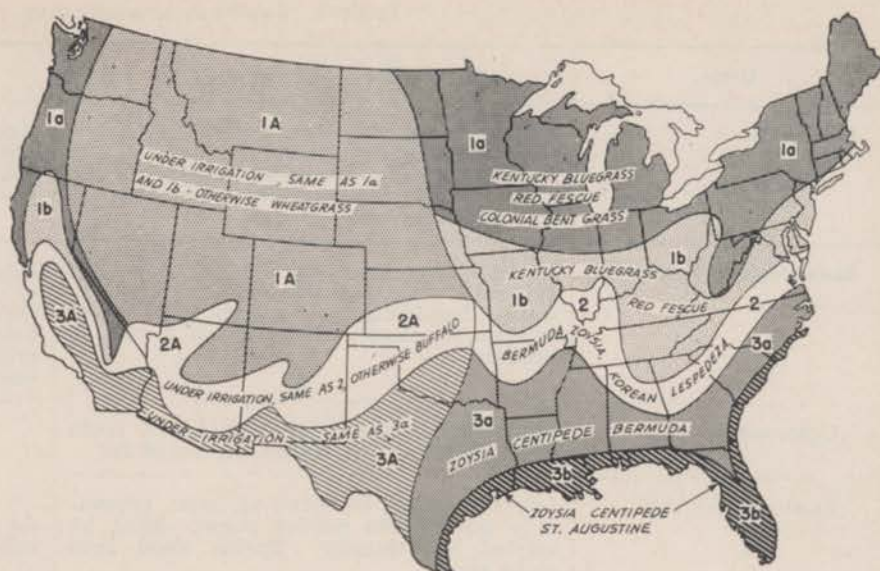 1a
1A
1a
1a
UNDER IRRIGATION, SAME AS 1a
AND 1b - OTHERWISE WHEATGRASS
KENTUCKY BLUEGRASS
RED FESCUE
COLONIAL BENT GRASS
1b
1A
1b
1b
KENTUCKY BLUEGRASS
RED FESCUE
2
2
3A
2A
2A
BERMUDA, ZOYSIA,
KOREAN LESPEDEZA
3a
UNDER IRRIGATION, SAME AS 2, OTHERWISE BUFFALO
UNDER IRRIGATION SAME AS 3a
3A
3a
ZOYSIA CENTIPEDE BERMUDA
3b
3b
ZOYSIA CENTIPEDE
ST. AUGUSTINE